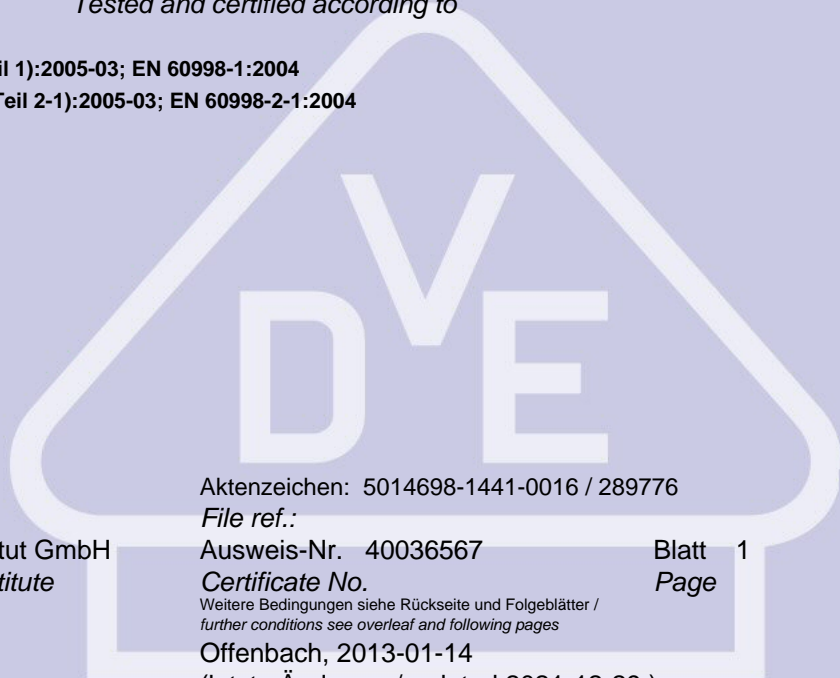 Tested and certified according to
il 1):2005-03; EN 60998-1:2004
Teil 2-1):2005-03; EN 60998-2-1:2004
VDE
Aktenzeichen: 5014698-1441-0016 / 289776
File ref.:
tut GmbH Ausweis-Nr. 40036567 Blatt 1
titute Certificate No. Page
Weitere Bedingungen siehe Rückseite und Folgeblätter /
further conditions see overleaf and following pages
Offenbach, 2013-01-14